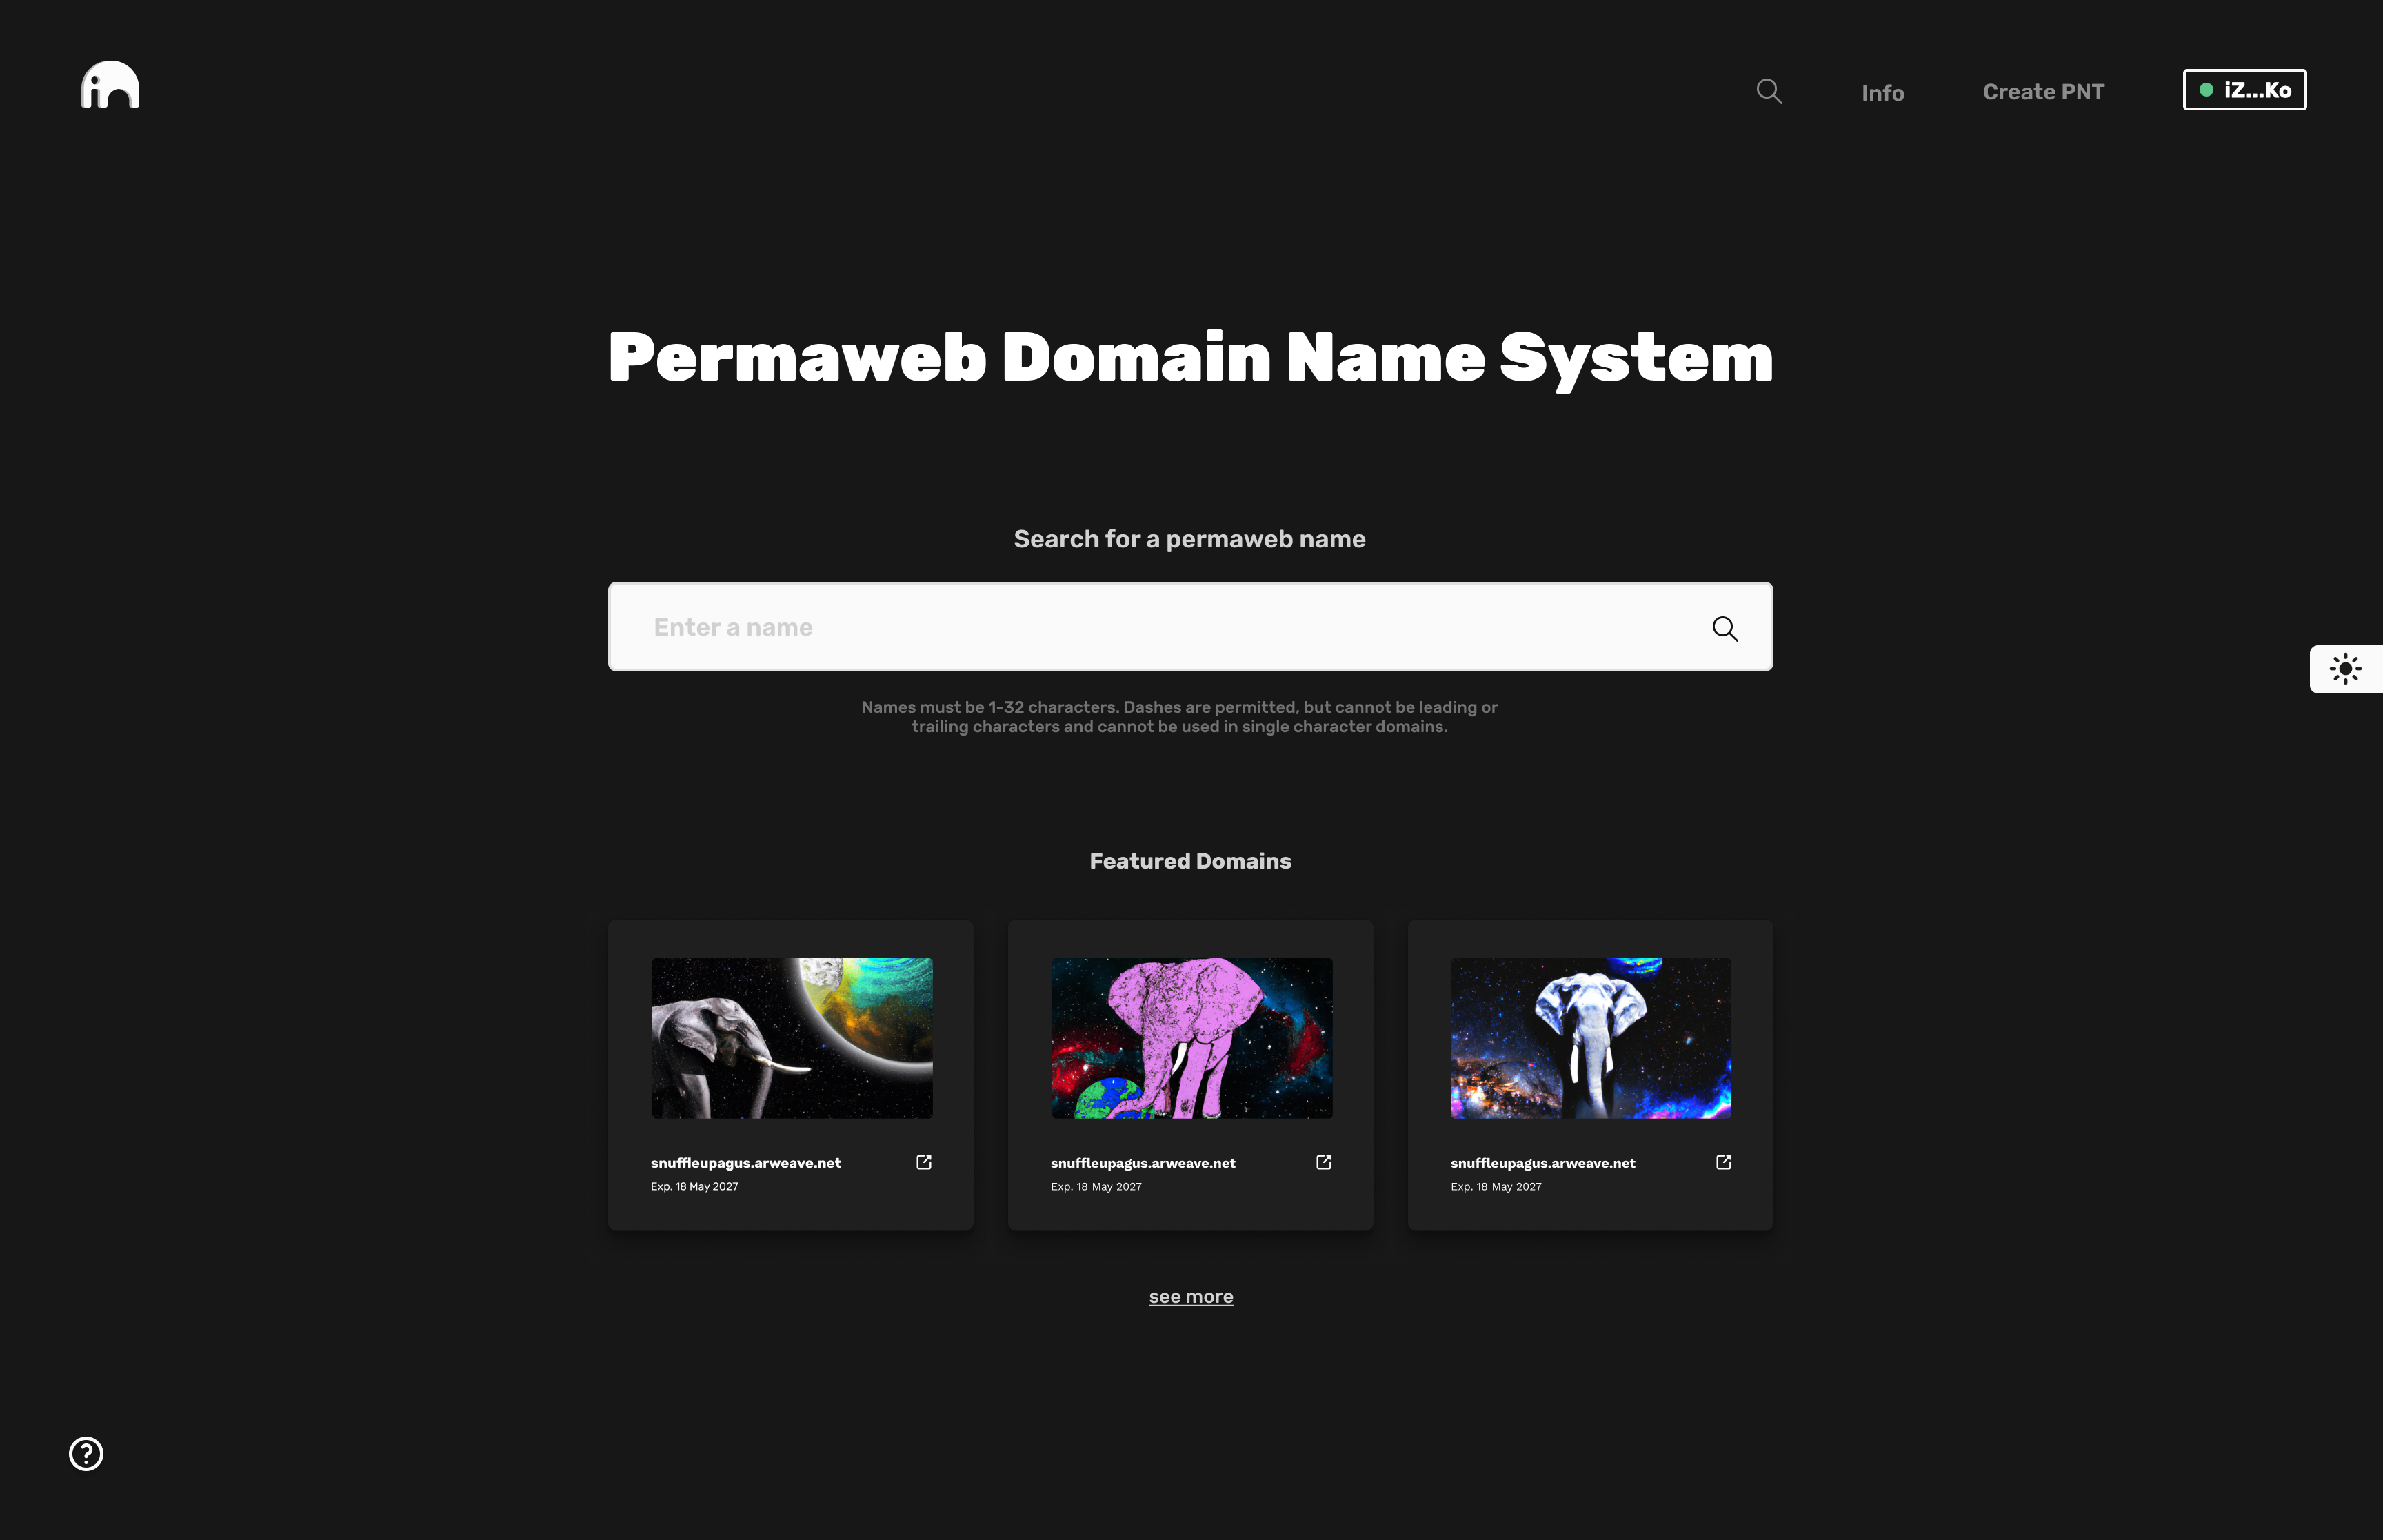 Info
Create PNT
iZ...Ko
Permaweb Domain Name System
Search for a permaweb name
Enter a name
Names must be 1-32 characters. Dashes are permitted, but cannot be leading or
trailing characters and cannot be used in single character domains.
Featured Domains
snuffleupagus.arweave.net
Exp. 18 May 2027
snuffleupagus.arweave.net
Exp. 18 May 2027
snuffleupagus.arweave.net
Exp. 18 May 2027
see more